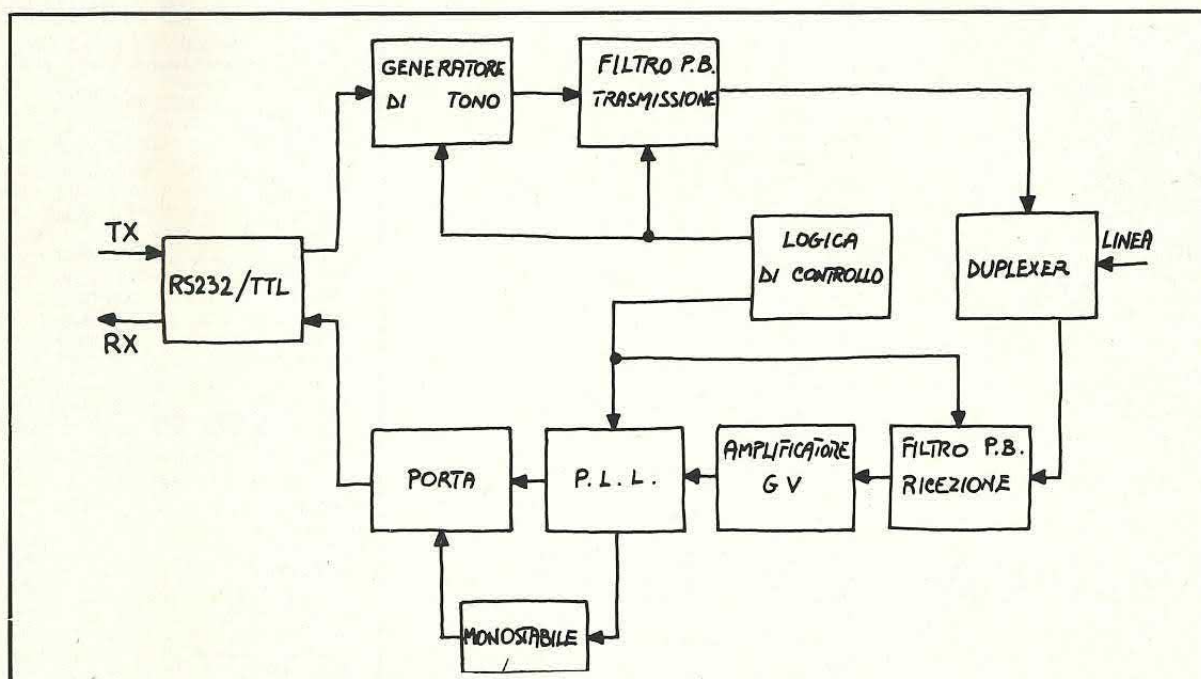 GENERATORE
DI TONO
FILTRO P.B.
TRASMISSIONE
TX
RS232/TTL
RX
LOGICA
DI CONTROLLO
DUPLEXER
LINEA
PORTA
P.L.L.
AMPLIFICATORE
GV
FILTRO P.B.
RICEZIONE
MONOSTABILE